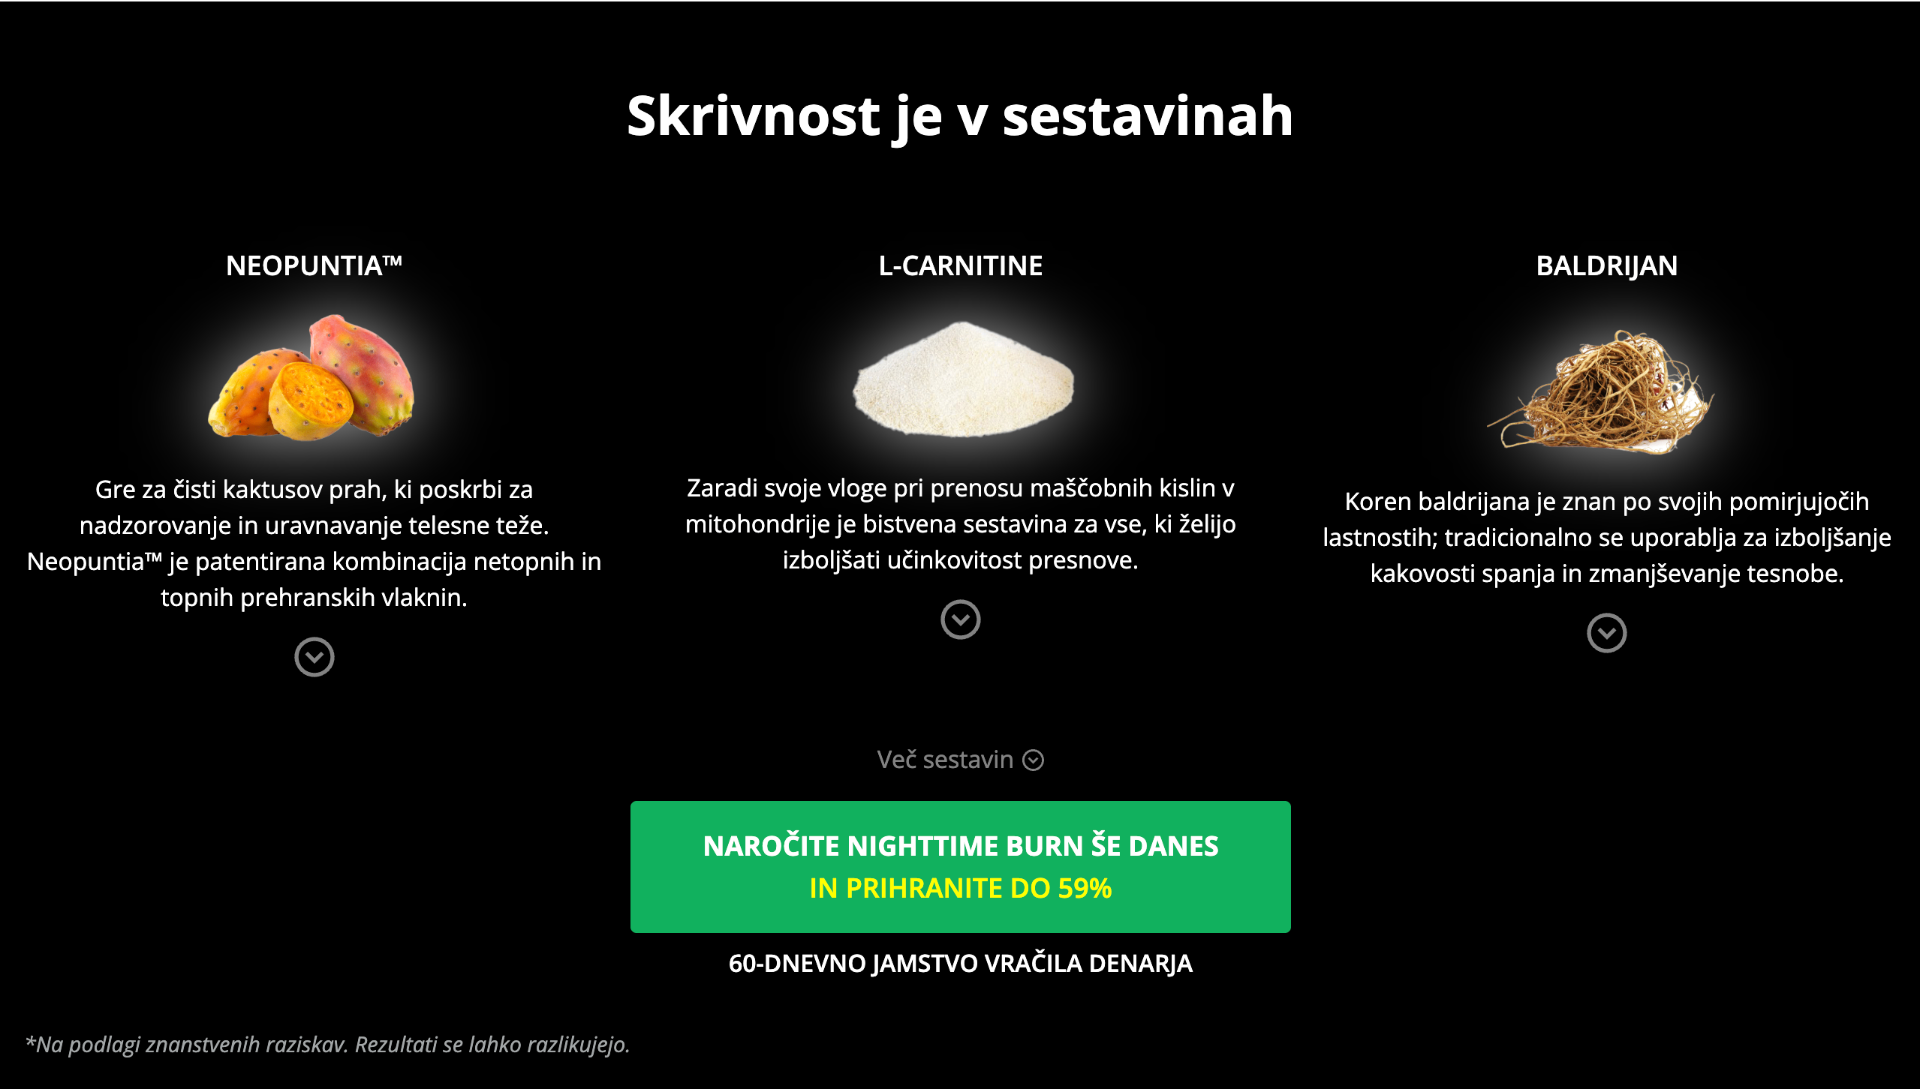 Skrivnost je v sestavinah
NEOPUNTIA™
Gre za čisti kaktusov prah, ki poskrbi za
nadzorovanje in uravnavanje telesne teže.
Neopuntia™ je patentirana kombinacija netopnih in
topnih prehranskih vlaknin.
L-CARNITINE
Zaradi svoje vloge pri prenosu maščobnih kislin v
mitohondrije je bistvena sestavina za vse, ki želijo
izboljšati učinkovitost presnove.
BALDRIJAN
Koren baldrijana je znan po svojih pomirjujočih
lastnostih; tradicionalno se uporablja za izboljšanje
kakovosti spanja in zmanjševanje tesnobe.
Več sestavin
NAROČITE NIGHTTIME BURN ŠE DANES
IN PRIHRANITE DO 59%
60-DNEVNO JAMSTVO VRAČILA DENARJA
*Na podlagi znanstvenih raziskav. Rezultati se lahko razlikujejo.